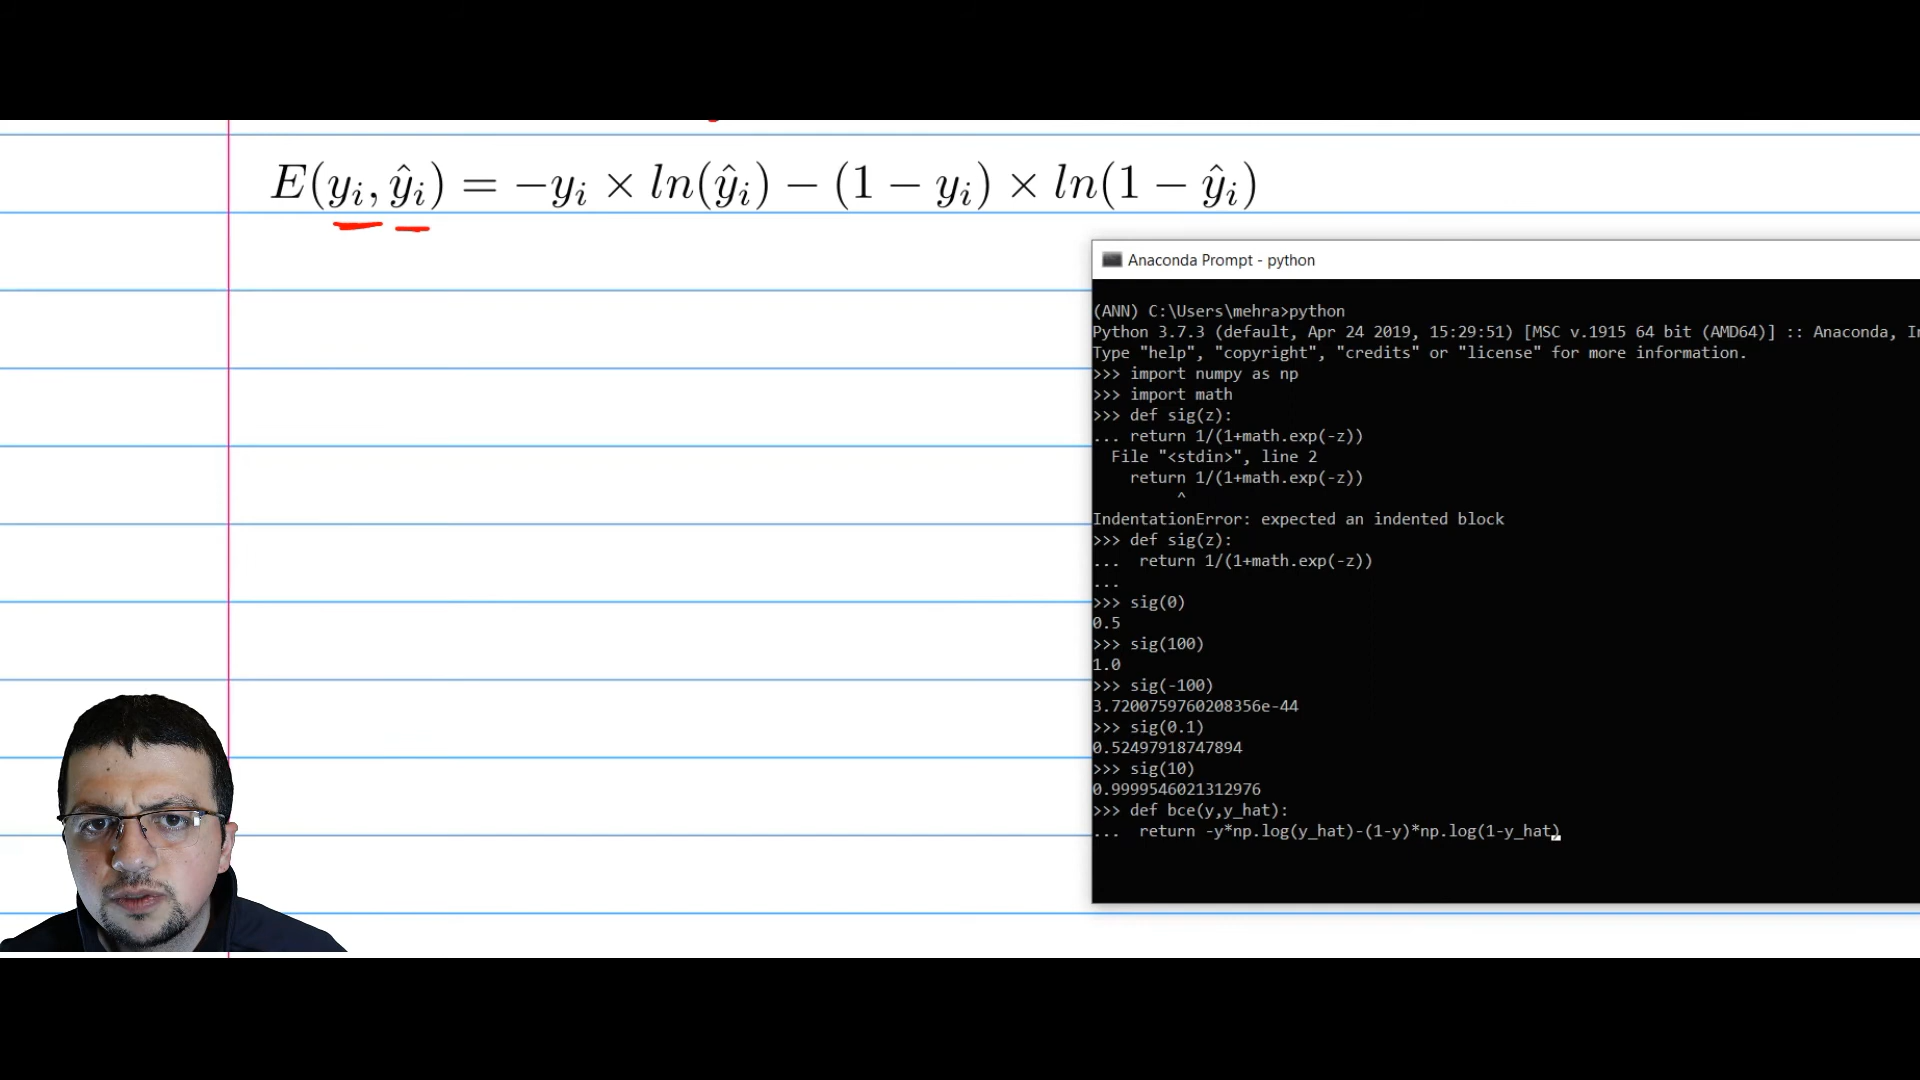 E(yᵢ, ŷᵢ) = −yᵢ × ln(ŷᵢ) − (1 − yᵢ) × ln(1 − ŷᵢ)
Anaconda Prompt - python
(ANN) C:\Users\mehra>python
Python 3.7.3 (default, Apr 24 2019, 15:29:51) [MSC v.1915 64 bit (AMD64)] :: Anaconda,
Type "help", "copyright", "credits" or "license" for more information.
>>> import numpy as np
>>> import math
>>> def sig(z):
... return 1/(1+math.exp(-z))
  File "<stdin>", line 2
    return 1/(1+math.exp(-z))
         ^
IndentationError: expected an indented block
>>> def sig(z):
...  return 1/(1+math.exp(-z))
...
>>> sig(0)
0.5
>>> sig(100)
1.0
>>> sig(-100)
3.7200759760208356e-44
>>> sig(0.1)
0.52497918747894
>>> sig(10)
0.9999546021312976
>>> def bce(y,y_hat):
...  return -y*np.log(y_hat)-(1-y)*np.log(1-y_hat)